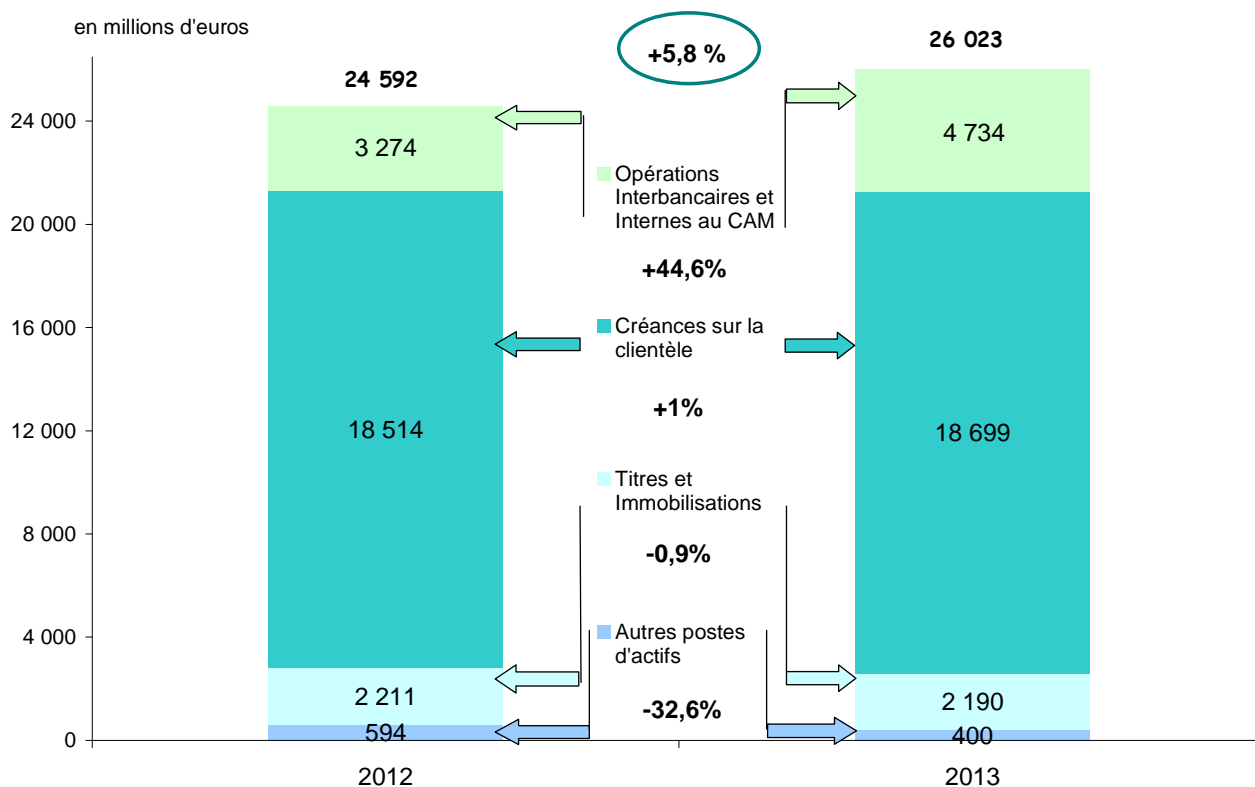 en millions d'euros
+5,8 %
26 023
24 592
24 000
3 274
4 734
Opérations
Interbancaires et
Internes au CAM
20 000
+44,6%
16 000
Créances sur la
clientèle
+1%
12 000
18 514
18 699
Titres et
Immobilisations
8 000
-0,9%
4 000
Autres postes
d'actifs
2 211
2 190
-32,6%
594
400
0
2012
2013